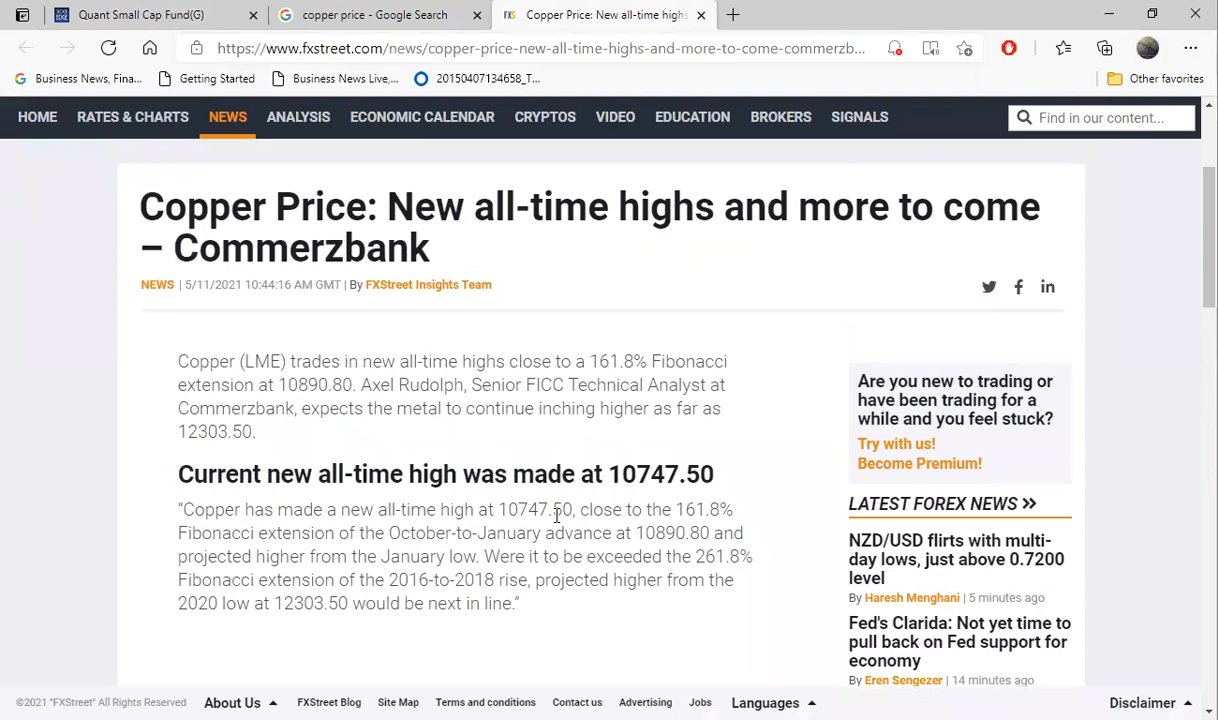 Quant Small Cap Fund(G)
copper price - Google Search
Copper Price: New all-time highs
https://www.fxstreet.com/news/copper-price-new-all-time-highs-and-more-to-come-commerzb...
Business News, Fina...
Getting Started
Business News Live,...
20150407134658_T...
Other favorites
HOME RATES & CHARTS NEWS ANALYSIS ECONOMIC CALENDAR CRYPTOS VIDEO EDUCATION BROKERS SIGNALS
Find in our content...
Copper Price: New all-time highs and more to come
– Commerzbank
NEWS | 5/11/2021 10:44:16 AM GMT | By FXStreet Insights Team
Copper (LME) trades in new all-time highs close to a 161.8% Fibonacci
extension at 10890.80. Axel Rudolph, Senior FICC Technical Analyst at
Commerzbank, expects the metal to continue inching higher as far as
12303.50.
Current new all-time high was made at 10747.50
“Copper has made a new all-time high at 10747.50, close to the 161.8%
Fibonacci extension of the October-to-January advance at 10890.80 and
projected higher from the January low. Were it to be exceeded the 261.8%
Fibonacci extension of the 2016-to-2018 rise, projected higher from the
2020 low at 12303.50 would be next in line.”
Are you new to trading or
have been trading for a
while and you feel stuck?
Try with us!
Become Premium!
LATEST FOREX NEWS
NZD/USD flirts with multi-
day lows, just above 0.7200
level
By Haresh Menghani | 5 minutes ago
Fed's Clarida: Not yet time to
pull back on Fed support for
economy
By Eren Sengezer | 14 minutes ago
©2021 "FXStreet" All Rights Reserved
About Us
FXStreet Blog
Site Map
Terms and conditions
Contact us
Advertising
Jobs
Languages
Disclaimer